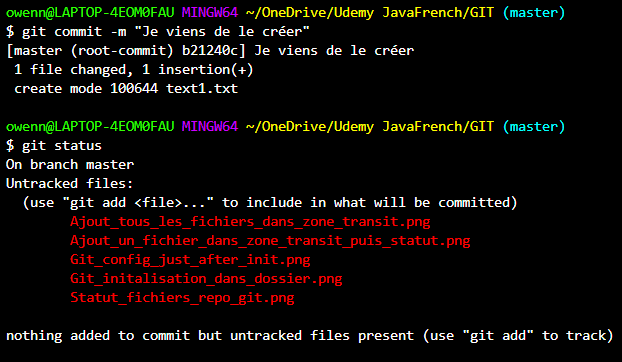 owenn@LAPTOP-4EOM0FAU MINGW64 ~/OneDrive/Udemy JavaFrench/GIT (master)
$ git commit -m "Je viens de le créer"
[master (root-commit) b21240c] Je viens de le créer
 1 file changed, 1 insertion(+)
 create mode 100644 text1.txt

owenn@LAPTOP-4EOM0FAU MINGW64 ~/OneDrive/Udemy JavaFrench/GIT (master)
$ git status
On branch master
Untracked files:
  (use "git add <file>..." to include in what will be committed)
        Ajout_tous_les_fichiers_dans_zone_transit.png
        Ajout_un_fichier_dans_zone_transit_puis_statut.png
        Git_config_just_after_init.png
        Git_initalisation_dans_dossier.png
        Statut_fichiers_repo_git.png

nothing added to commit but untracked files present (use "git add" to track)